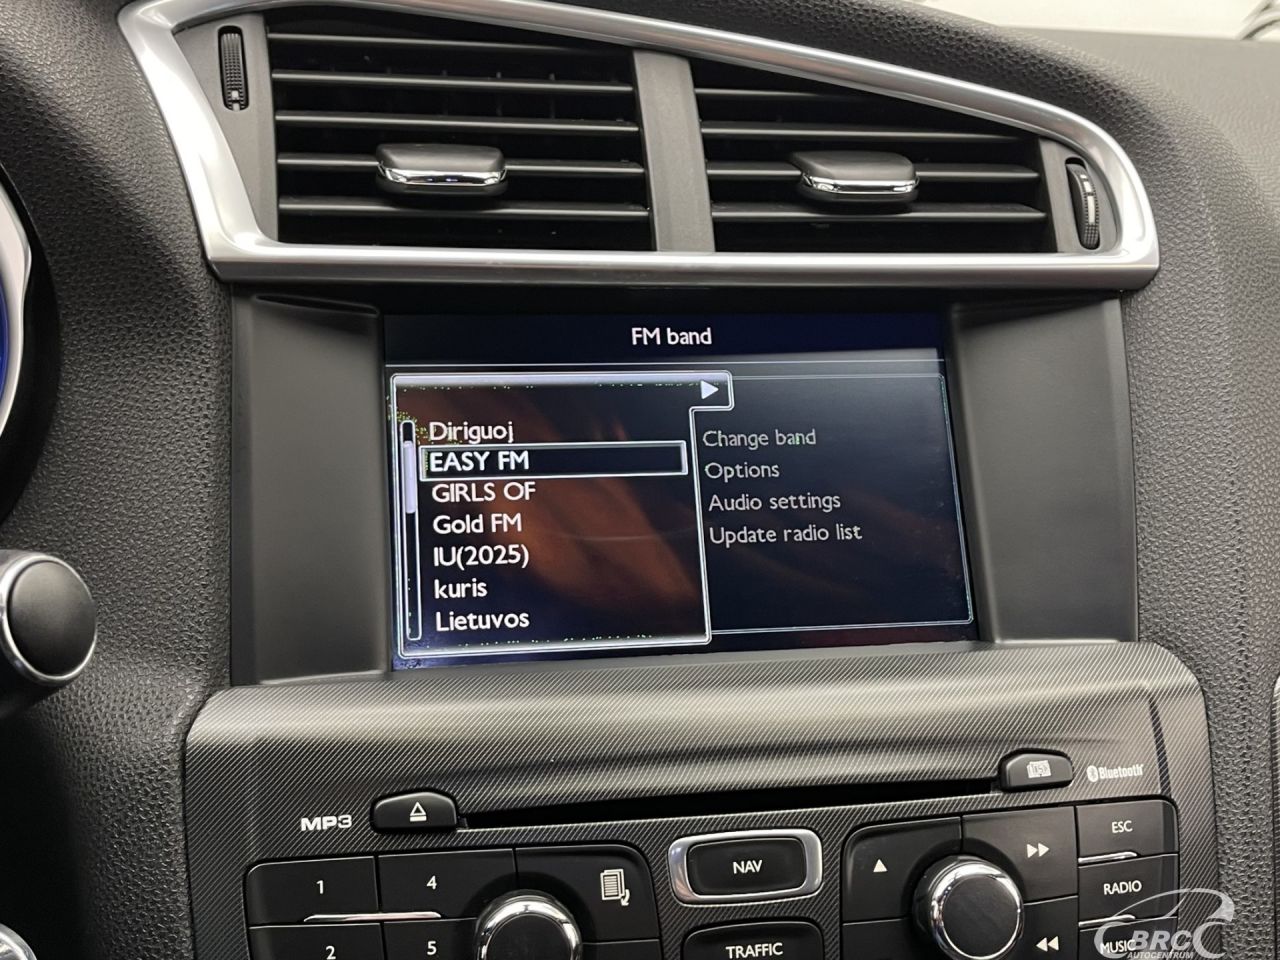 FM band
Diriguoj
EASY FM
GIRLS OF
Gold FM
IU(2025)
kuris
Lietuvos
Change band
Options
Audio settings
Update radio list
Bluetooth
MP3
1
4
NAV
ESC
RADIO
2
5
TRAFFIC
MUSIC
BRC
AUTOCENTRUM